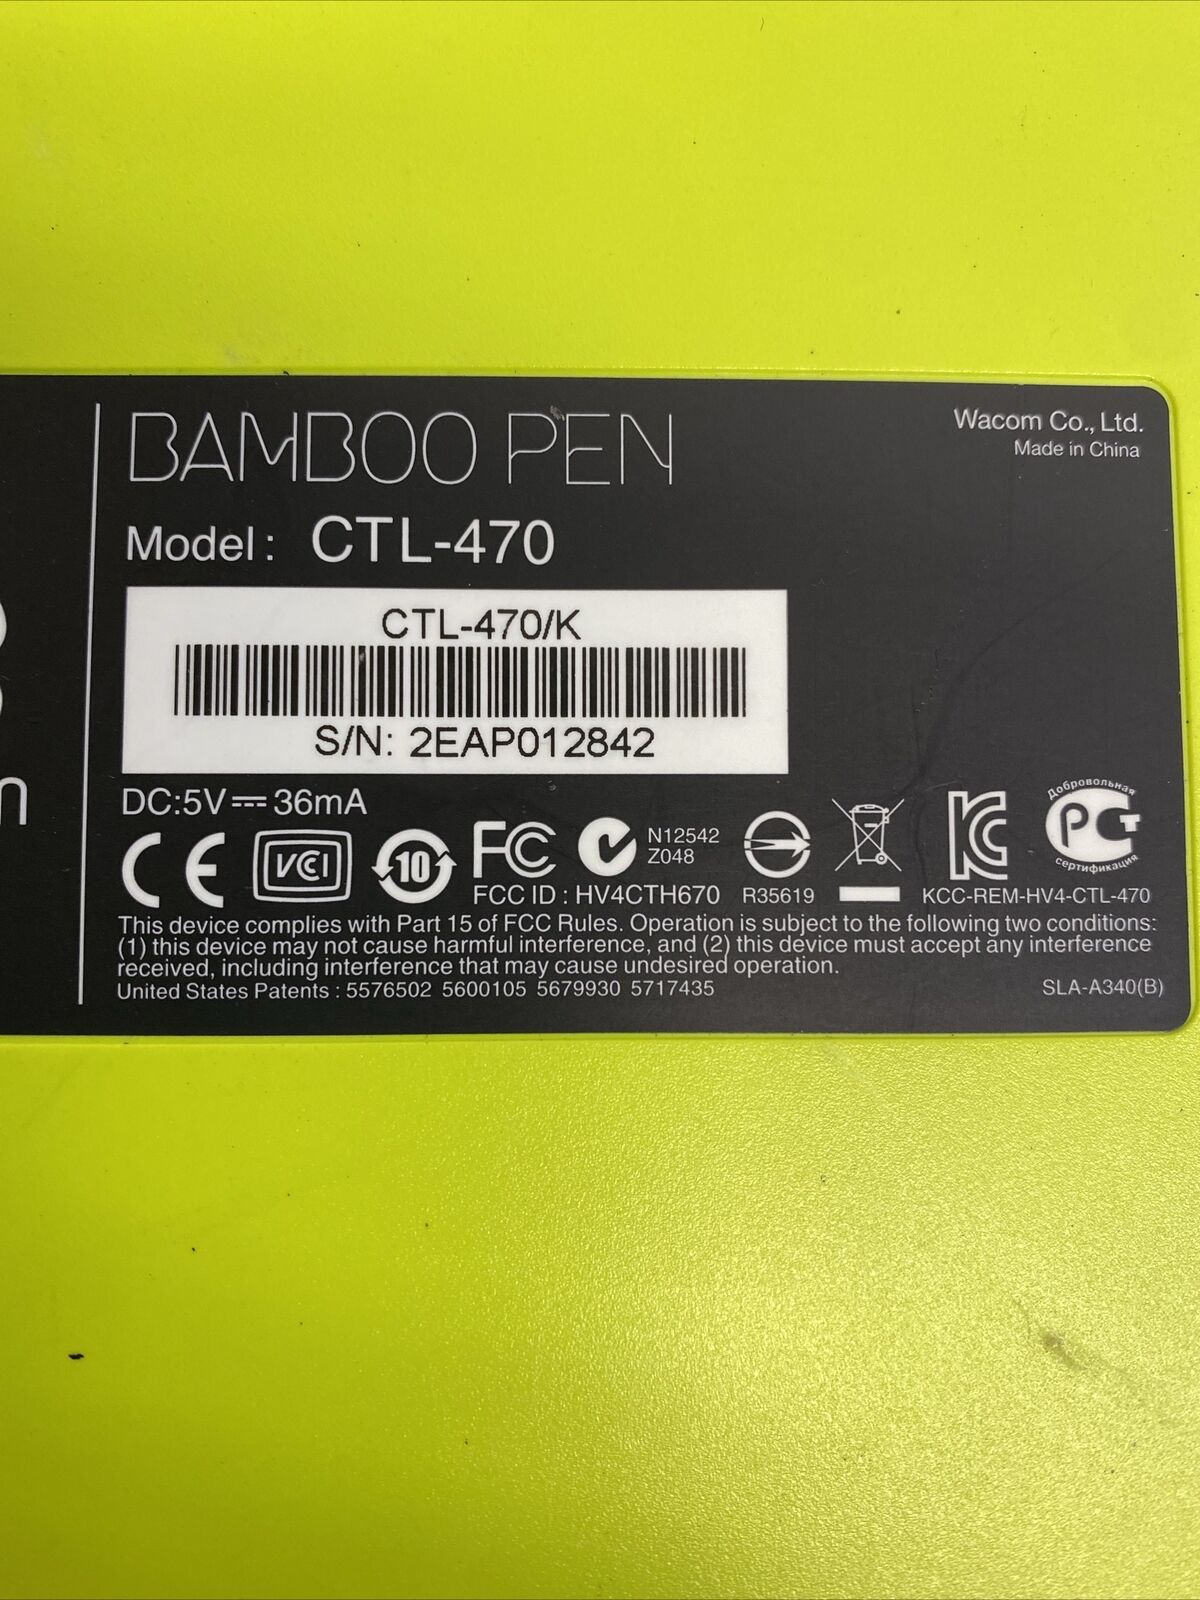 BAMBOO PEN
Wacom Co., Ltd.
Made in China
Model: CTL-470
CTL-470/K
S/N: 2EAP012842
DC:5V⎓36mA
CE VCI 10 FC N12542
Z048
KC Добровольная
РСТ
сертификация
FCC ID : HV4CTH670 R35619 KCC-REM-HV4-CTL-470
This device complies with Part 15 of FCC Rules. Operation is subject to the following two conditions:
(1) this device may not cause harmful interference, and (2) this device must accept any interference
received, including interference that may cause undesired operation.
United States Patents : 5576502 5600105 5679930 5717435
SLA-A340(B)